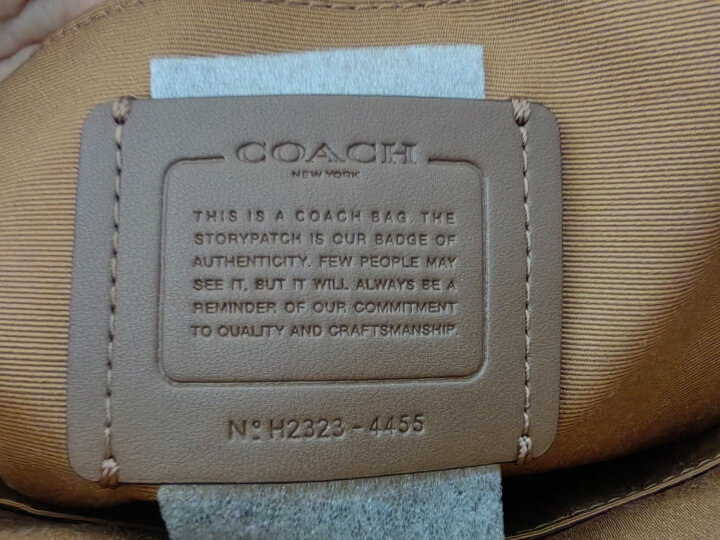 COACH
NEW YORK
THIS IS A COACH BAG. THE
STORYPATCH IS OUR BADGE OF
AUTHENTICITY. FEW PEOPLE MAY
SEE IT, BUT IT WILL ALWAYS BE A
REMINDER OF OUR COMMITMENT
TO QUALITY AND CRAFTSMANSHIP.
Nº H2323-4455